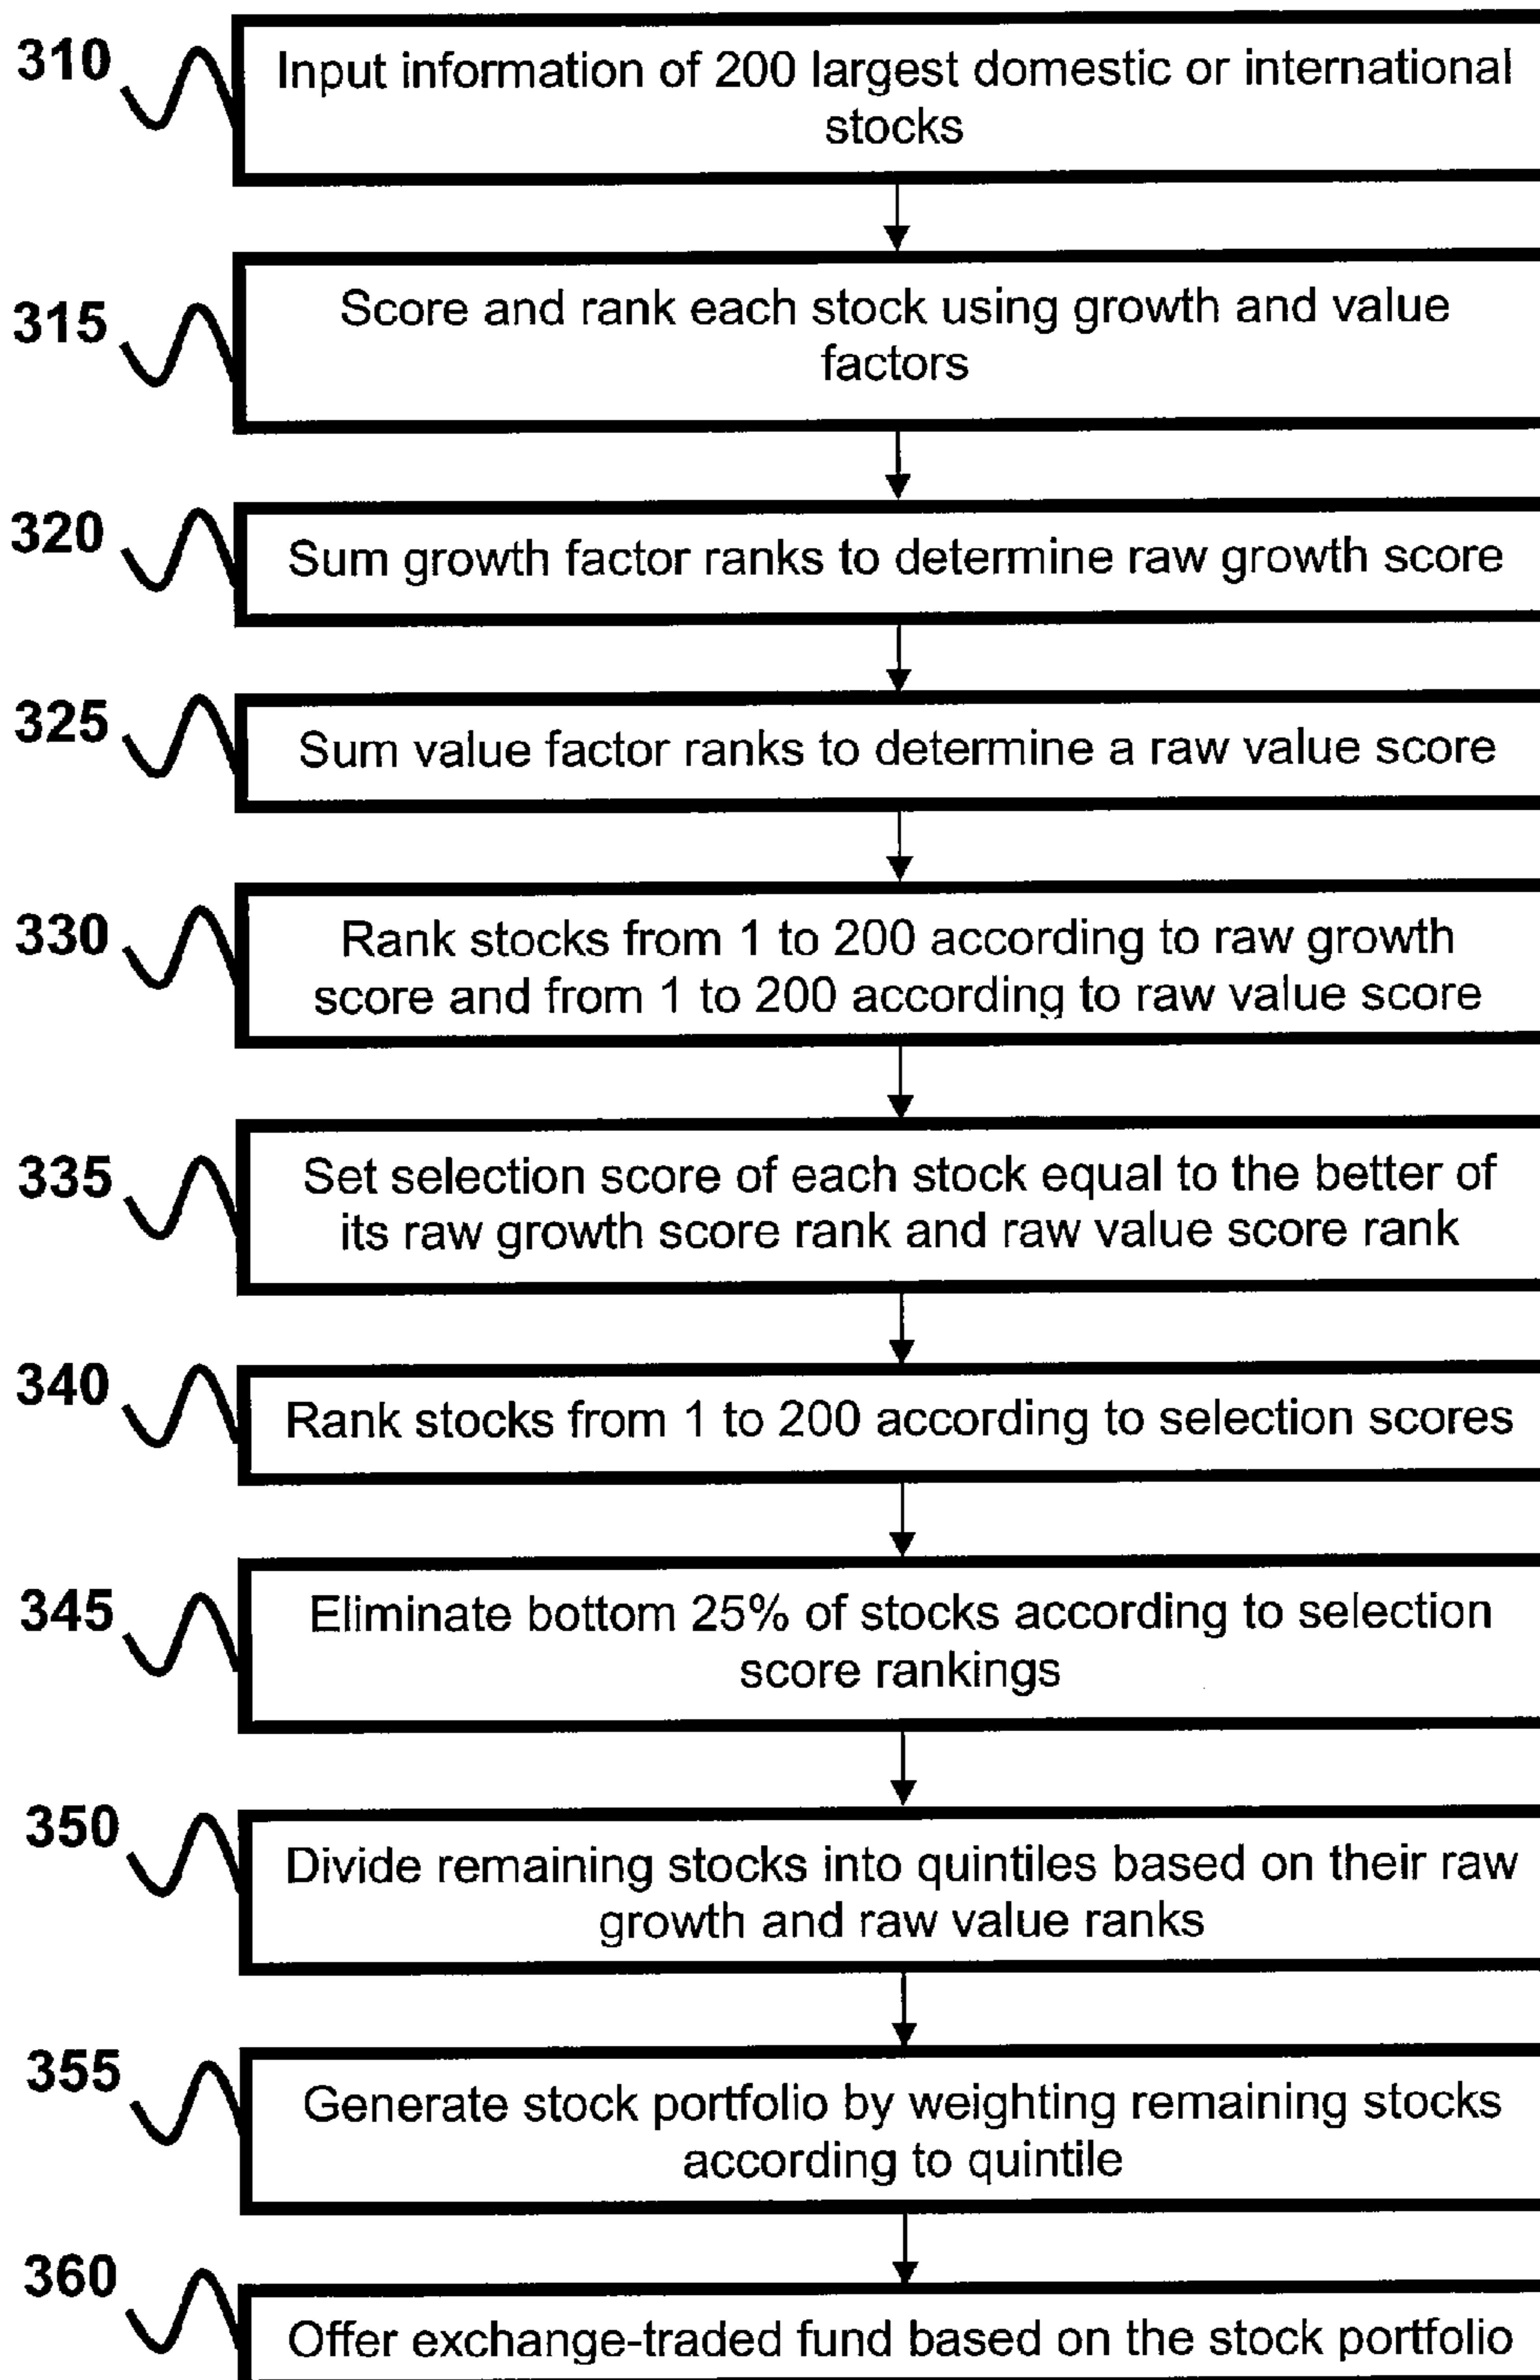 310
Input information of 200 largest domestic or international
stocks
315
Score and rank each stock using growth and value
factors
320
Sum growth factor ranks to determine raw growth score
325
Sum value factor ranks to determine a raw value score
330
Rank stocks from 1 to 200 according to raw growth
score and from 1 to 200 according to raw value score
335
Set selection score of each stock equal to the better of
its raw growth score rank and raw value score rank
340
Rank stocks from 1 to 200 according to selection scores
345
Eliminate bottom 25% of stocks according to selection
score rankings
350
Divide remaining stocks into quintiles based on their raw
growth and raw value ranks
355
Generate stock portfolio by weighting remaining stocks
according to quintile
360
Offer exchange-traded fund based on the stock portfolio